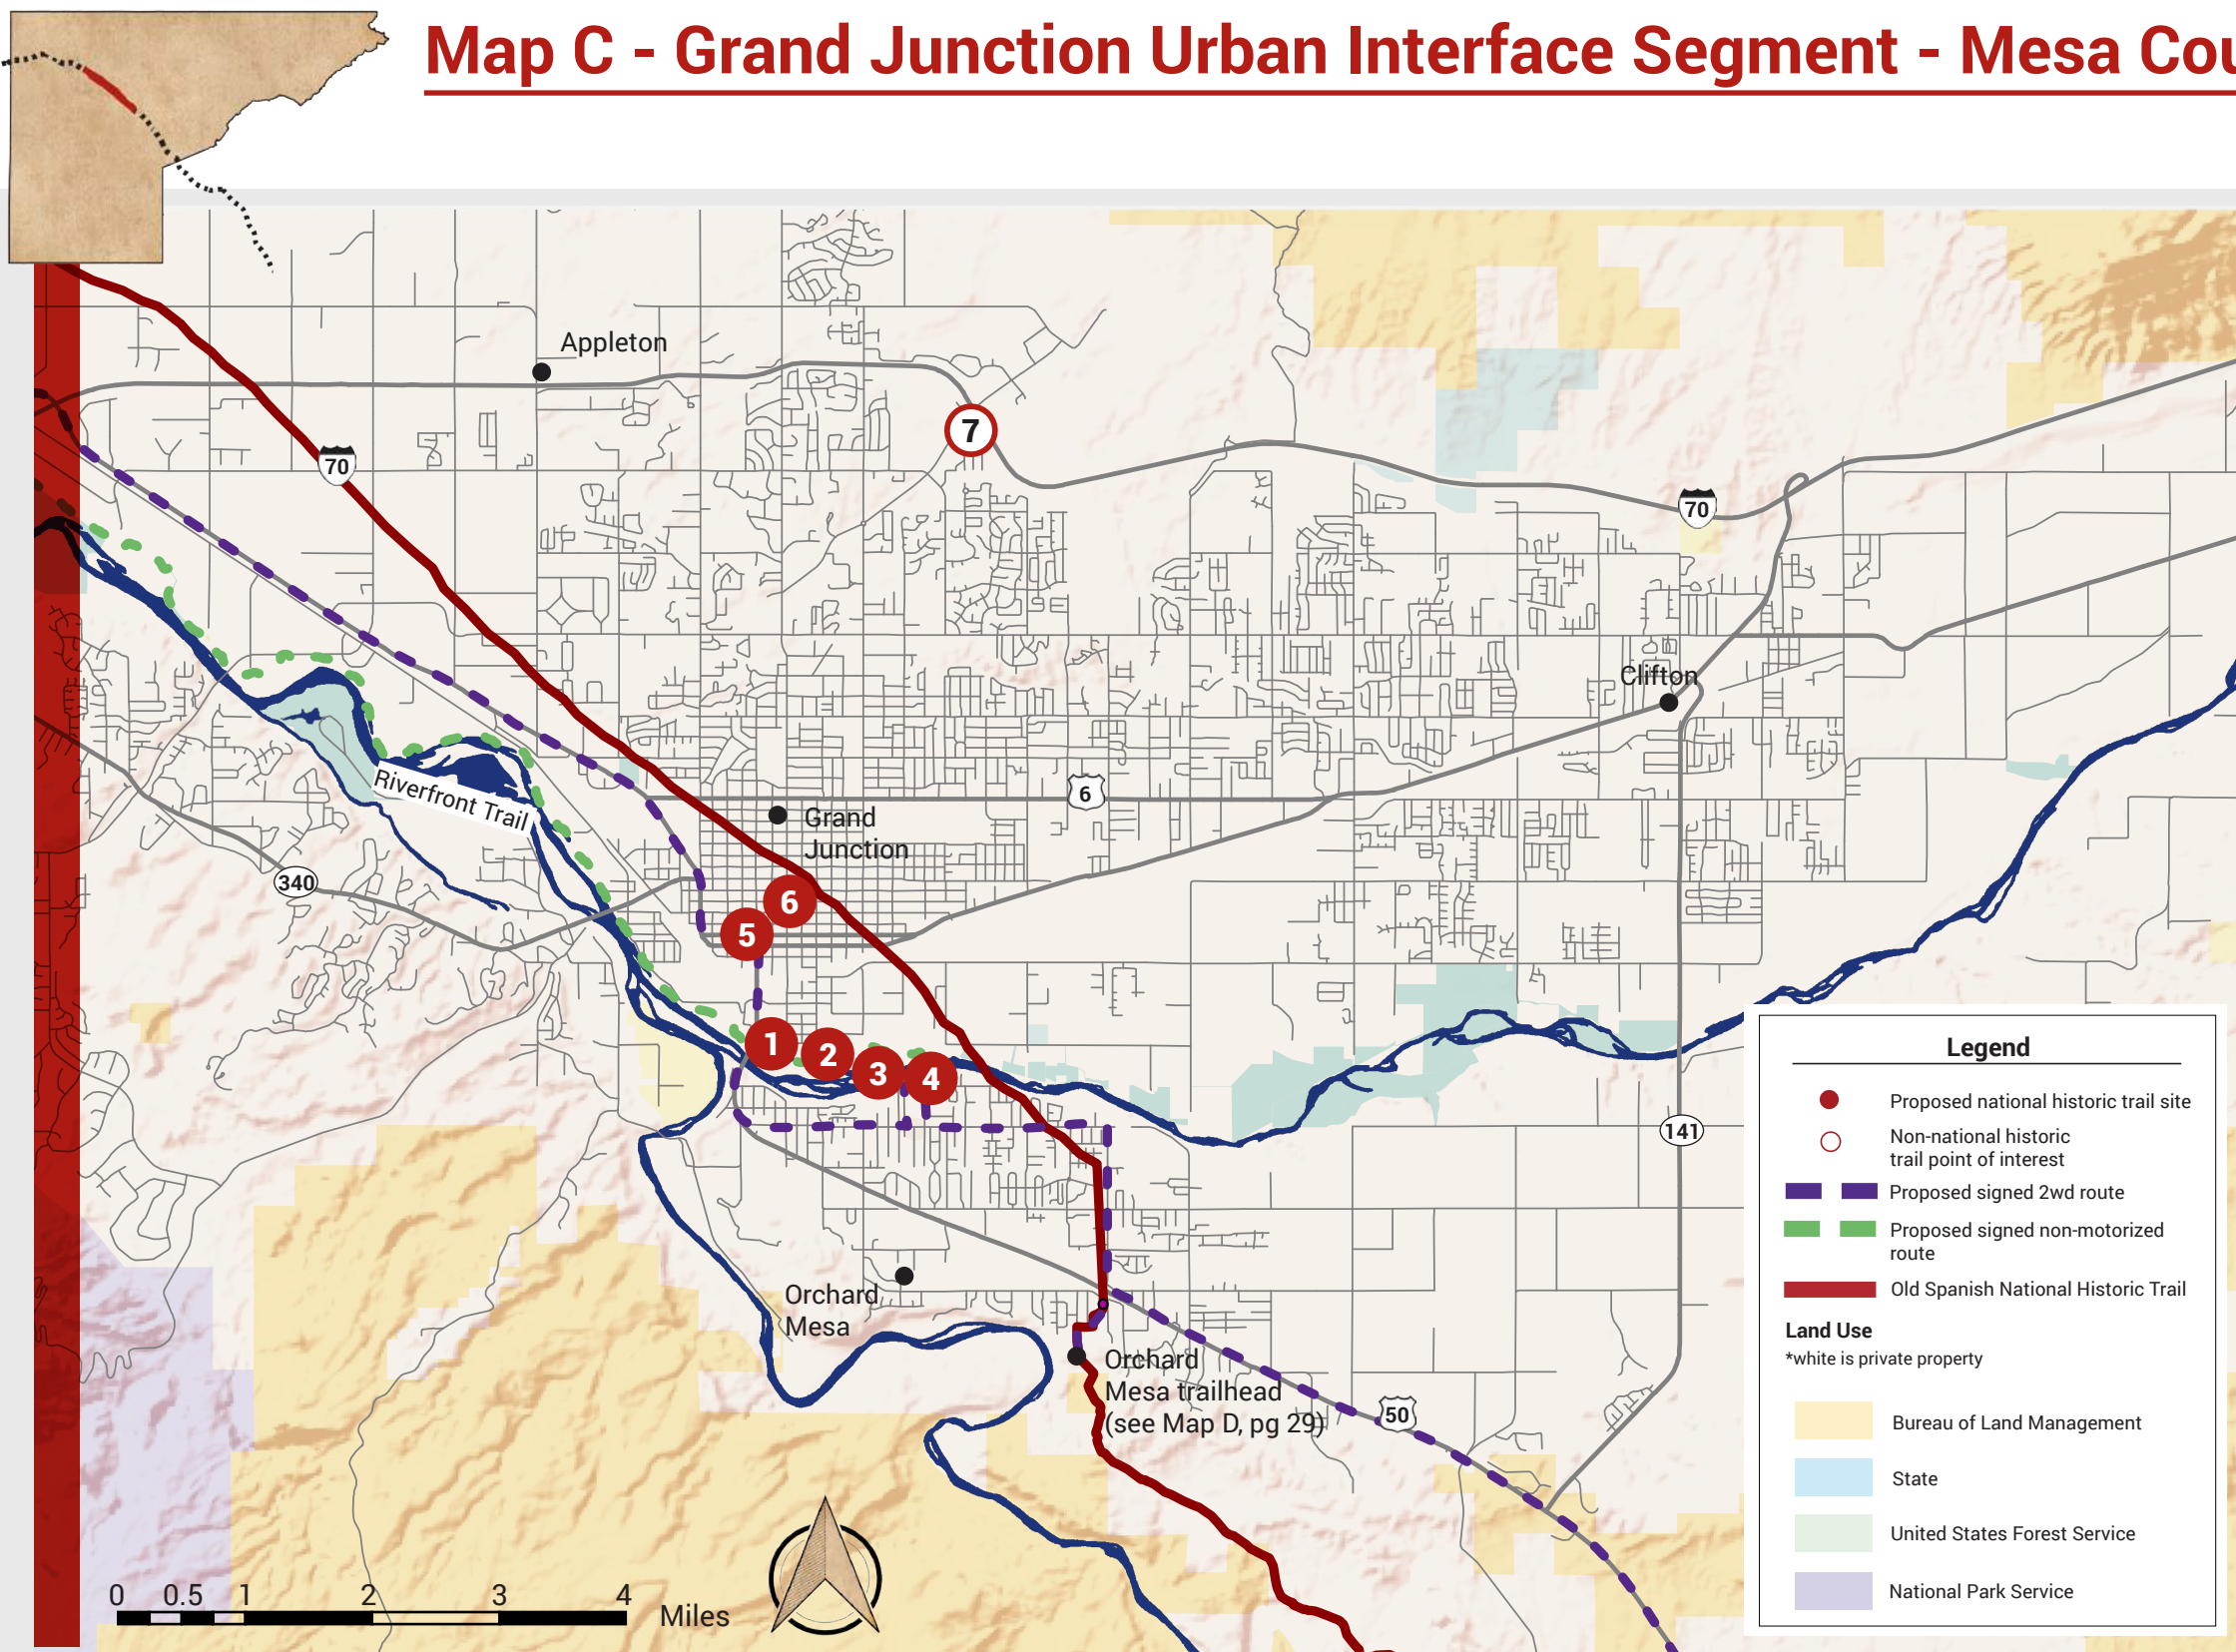 Map C - Grand Junction Urban Interface Segment - Mesa Cou
Appleton
7
70
70
Clifton
6
Riverfront Trail
Grand
Junction
340
6
5
1
2
3
4
141
Orchard
Mesa
Orchard
Mesa trailhead
(see Map D, pg 29)
50
0 0.5 1 2 3 4
Miles
Legend
Proposed national historic trail site
Non-national historic
trail point of interest
Proposed signed 2wd route
Proposed signed non-motorized
route
Old Spanish National Historic Trail
Land Use
*white is private property
Bureau of Land Management
State
United States Forest Service
National Park Service